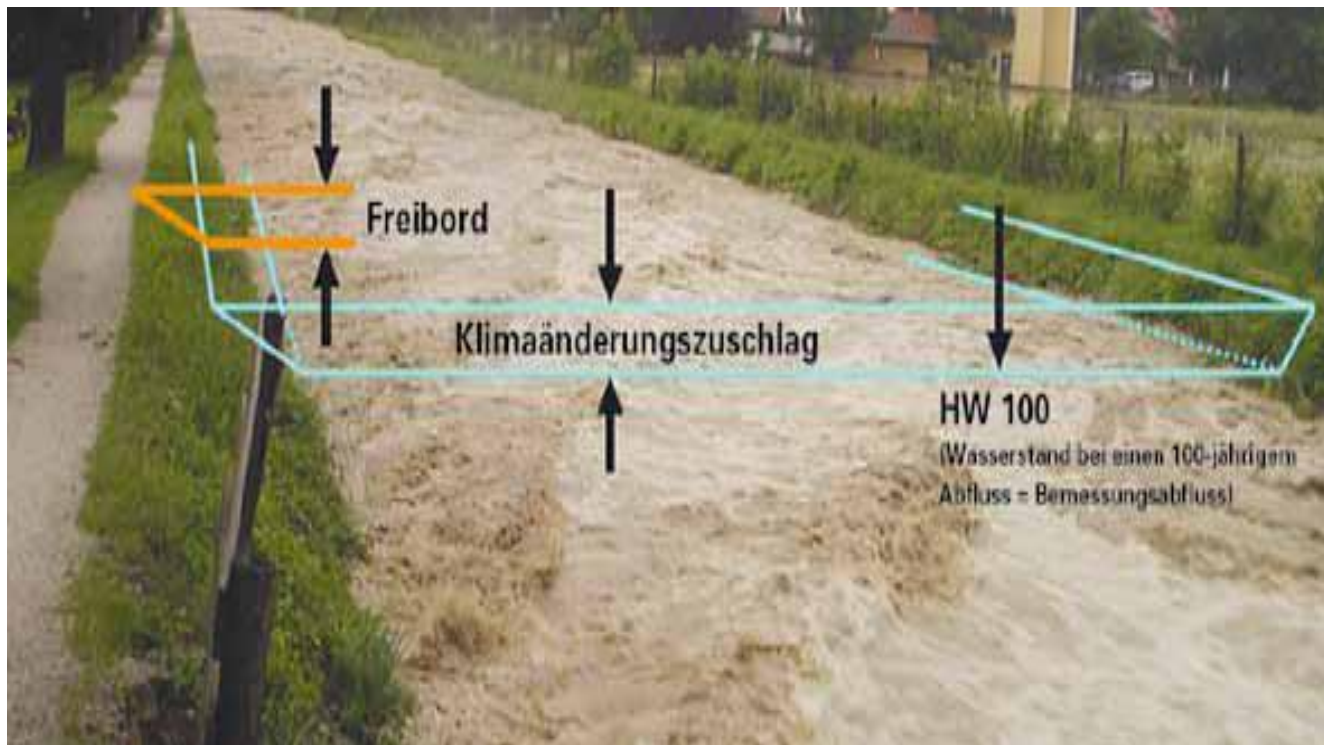 Freibord
Klimaänderungszuschlag
HW 100
(Wasserstand bei einen 100-jährigem
Abfluss = Bemessungsabfluss)